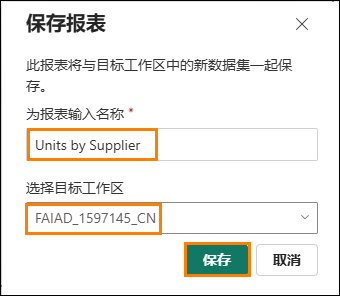 保存报表
此报表将与目标工作区中的新数据集一起保
存。
为报表输入名称 *
Units by Supplier
选择目标工作区
FAIAD_1597145_CN
保存 取消